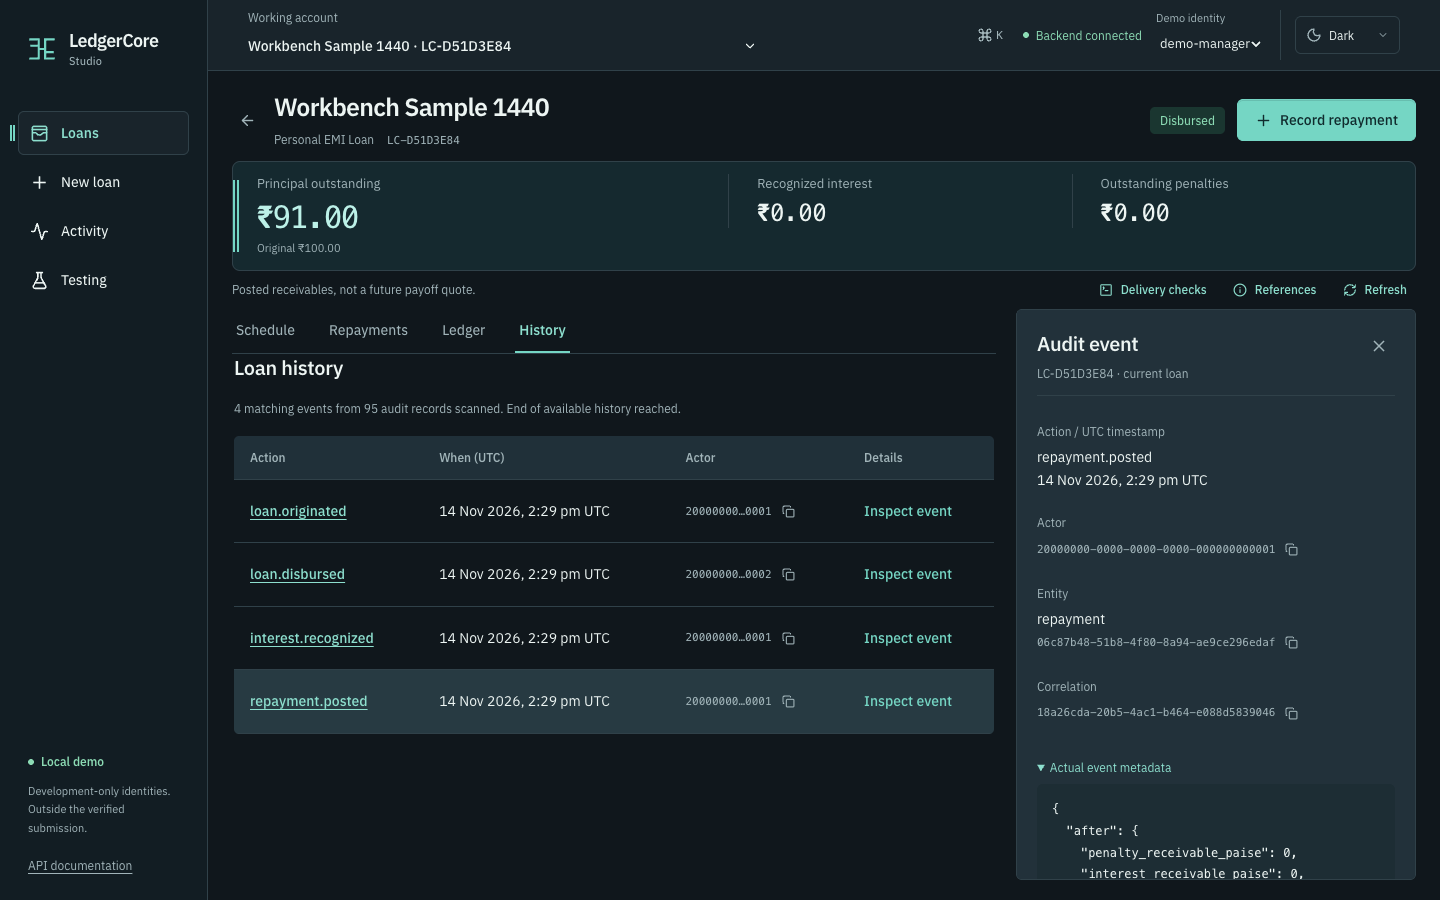 LedgerCore
Studio
Loans
New loan
Activity
Testing
Local demo
Development-only identities.
Outside the verified
submission.
API documentation
Working account
Workbench Sample 1440 · LC-D51D3E84
⌘ K
Backend connected
Demo identity
demo-manager
Dark
Workbench Sample 1440
Personal EMI Loan LC-D51D3E84
Disbursed
Record repayment
Principal outstanding
₹91.00
Original ₹100.00
Recognized interest
₹0.00
Outstanding penalties
₹0.00
Posted receivables, not a future payoff quote.
Delivery checks
References
Refresh
Schedule Repayments Ledger History
Loan history
4 matching events from 95 audit records scanned. End of available history reached.
Action When (UTC) Actor Details
loan.originated 14 Nov 2026, 2:29 pm UTC 20000000…0001 Inspect event
loan.disbursed 14 Nov 2026, 2:29 pm UTC 20000000…0002 Inspect event
interest.recognized 14 Nov 2026, 2:29 pm UTC 20000000…0001 Inspect event
repayment.posted 14 Nov 2026, 2:29 pm UTC 20000000…0001 Inspect event
Audit event
LC-D51D3E84 · current loan
Action / UTC timestamp
repayment.posted
14 Nov 2026, 2:29 pm UTC
Actor
20000000-0000-0000-0000-000000000001
Entity
repayment
06c87b48-51b8-4f80-8a94-ae9ce296edaf
Correlation
18a26cda-20b5-4ac1-b464-e088d5839046
▼ Actual event metadata
{
"after": {
"penalty_receivable_paise": 0,
"interest_receivable_paise": 0,